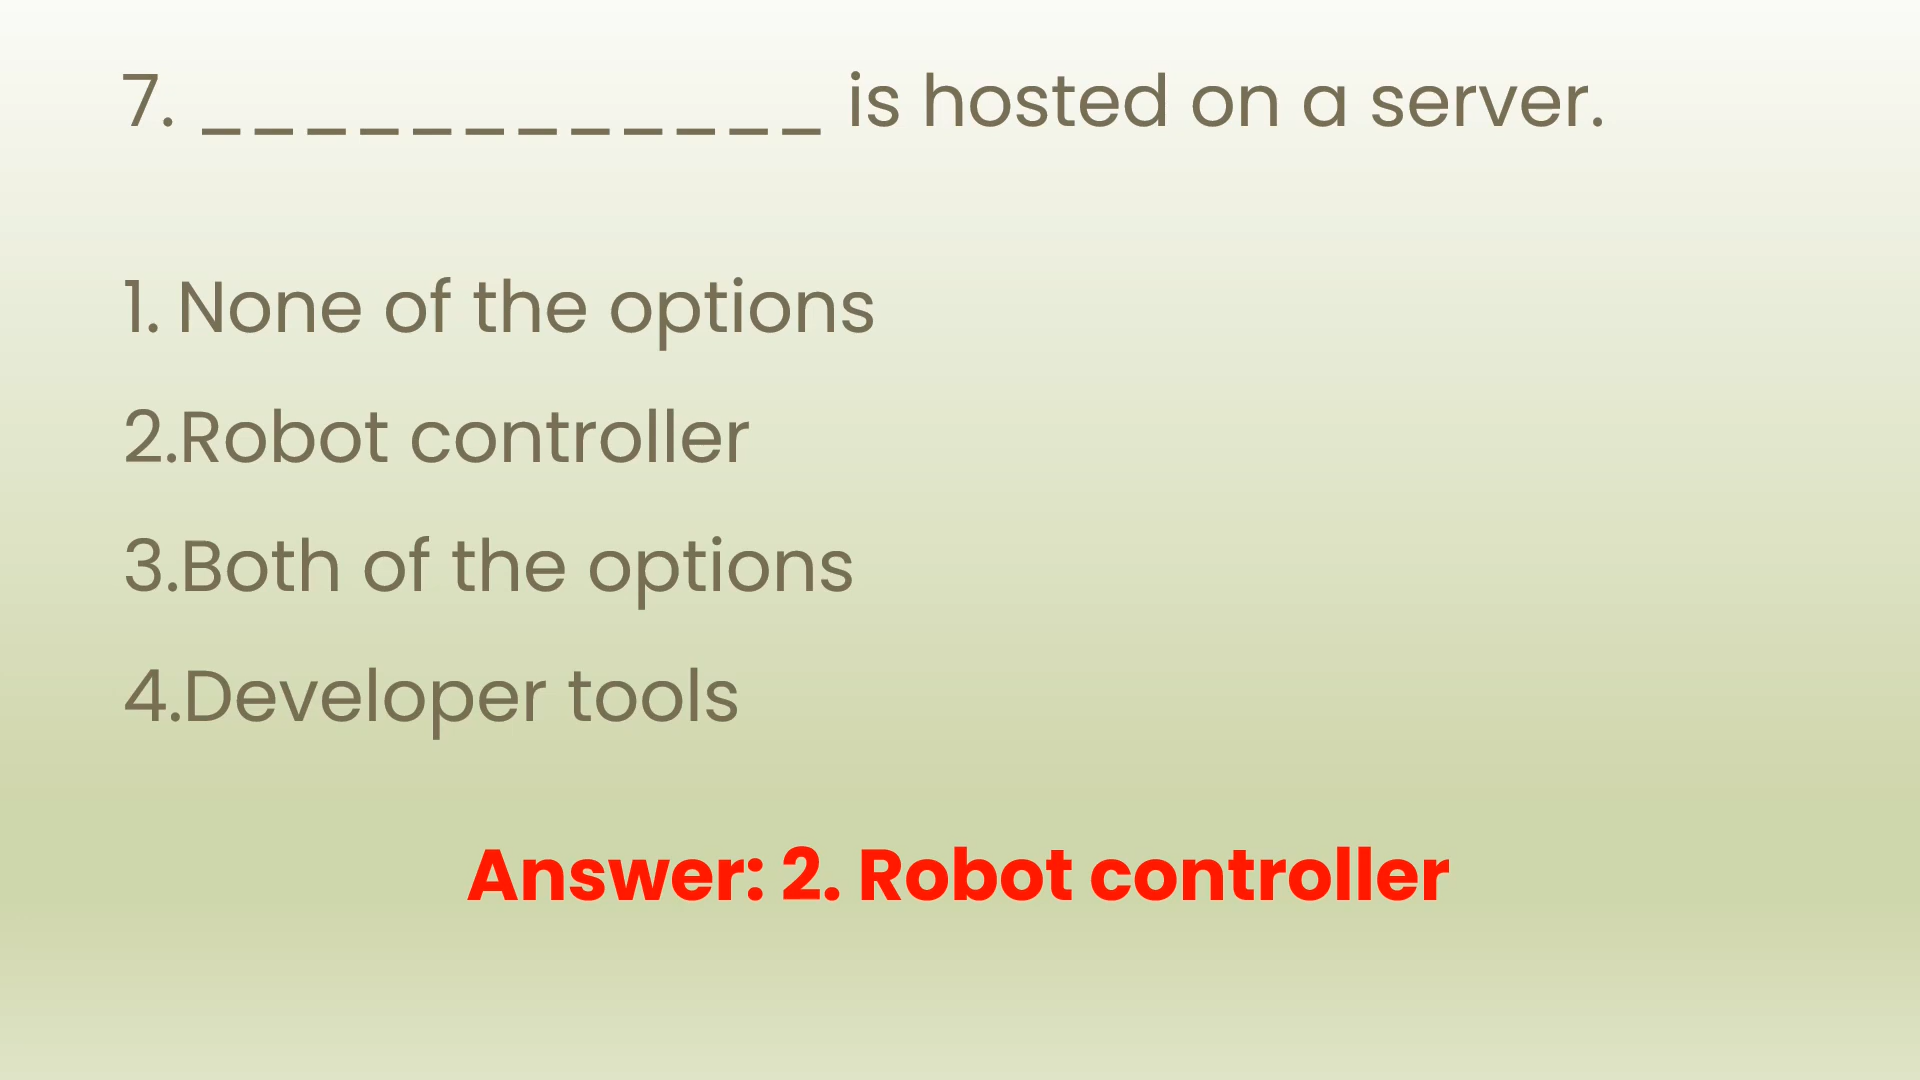 7. _ _ _ _ _ _ _ _ _ _ _ _ is hosted on a server.
1. None of the options
2.Robot controller
3.Both of the options
4.Developer tools
Answer: 2. Robot controller